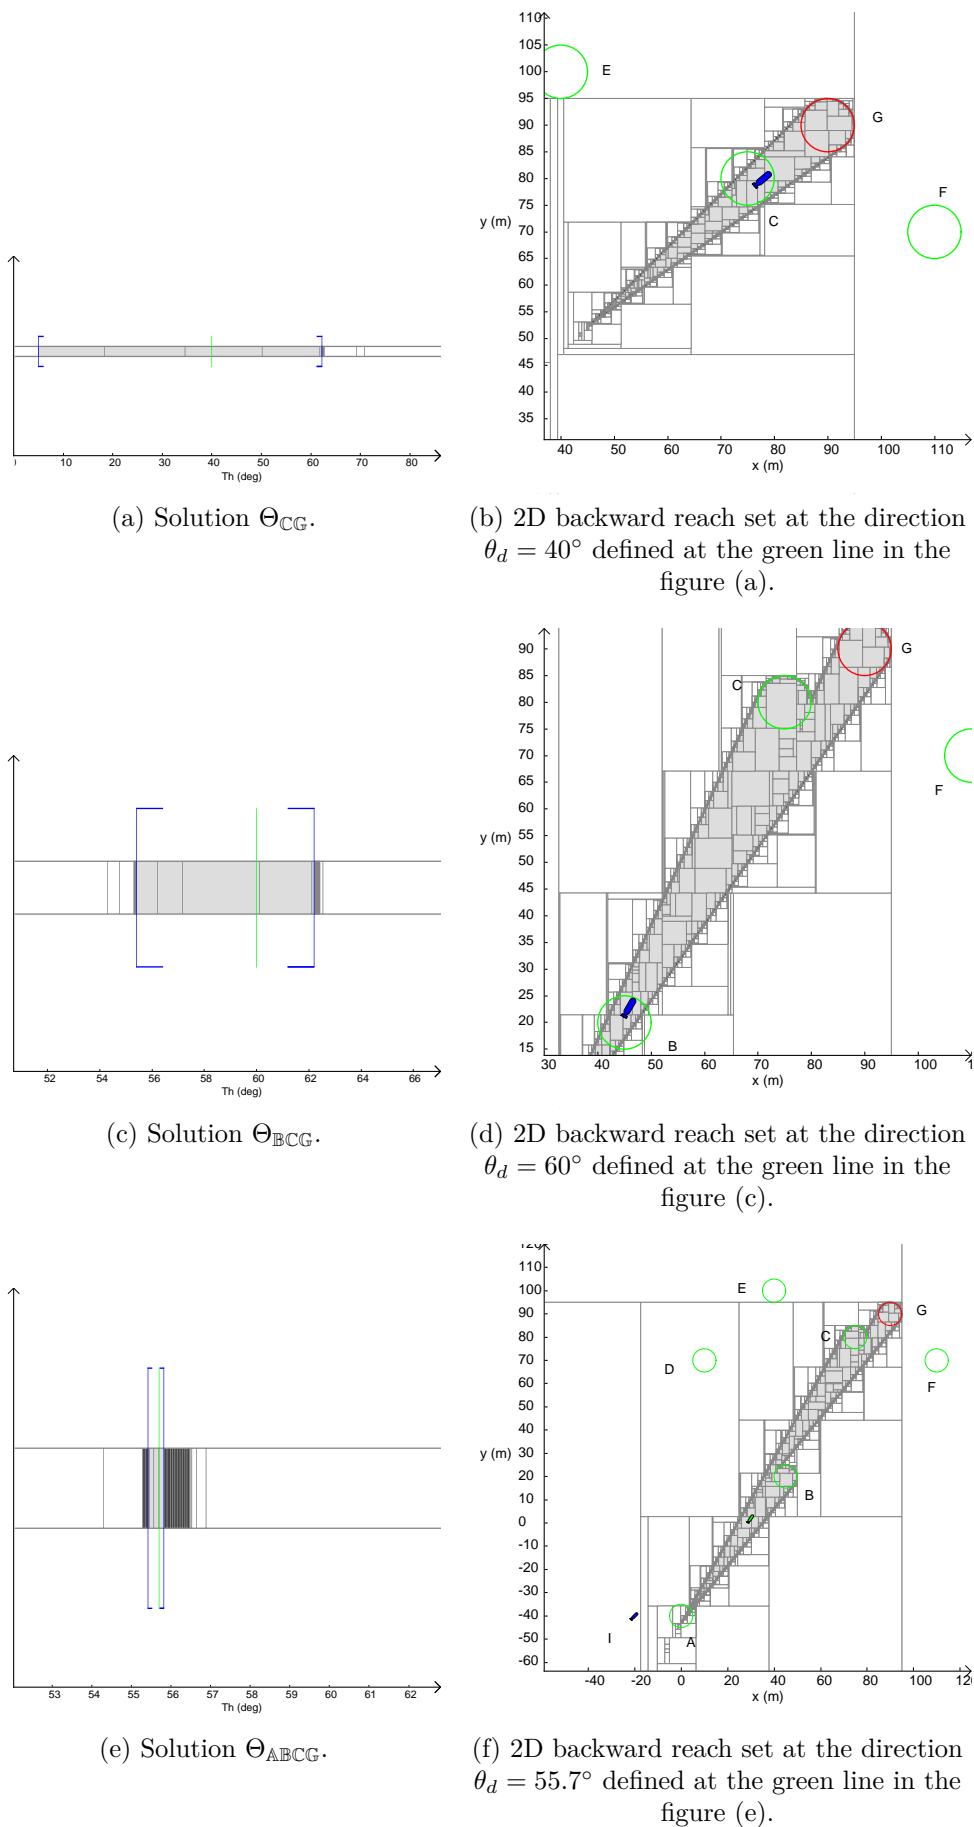 110
105
100
95
90
85
80
75
70
65
60
55
50
45
40
35
y (m)
E
G
F
C
40 50 60 70 80 90 100 110
x (m)
10 20 30 40 50 60 70 80
Th (deg)
(a) Solution Θ_ℂ𝔾.
(b) 2D backward reach set at the direction
θ_d = 40° defined at the green line in the
figure (a).
90
85
80
75
70
65
60
55
50
45
40
35
30
25
20
15
y (m)
G
C
F
B
30 40 50 60 70 80 90 100
x (m)
52 54 56 58 60 62 64 66
Th (deg)
(c) Solution Θ_𝔹ℂ𝔾.
(d) 2D backward reach set at the direction
θ_d = 60° defined at the green line in the
figure (c).
120
110
100
90
80
70
60
50
40
30
20
10
0
-10
-20
-30
-40
-50
-60
y (m)
E
G
C
D
F
B
I
A
-40 -20 0 20 40 60 80 100
x (m)
53 54 55 56 57 58 59 60 61 62
Th (deg)
(e) Solution Θ_𝔸𝔹ℂ𝔾.
(f) 2D backward reach set at the direction
θ_d = 55.7° defined at the green line in the
figure (e).